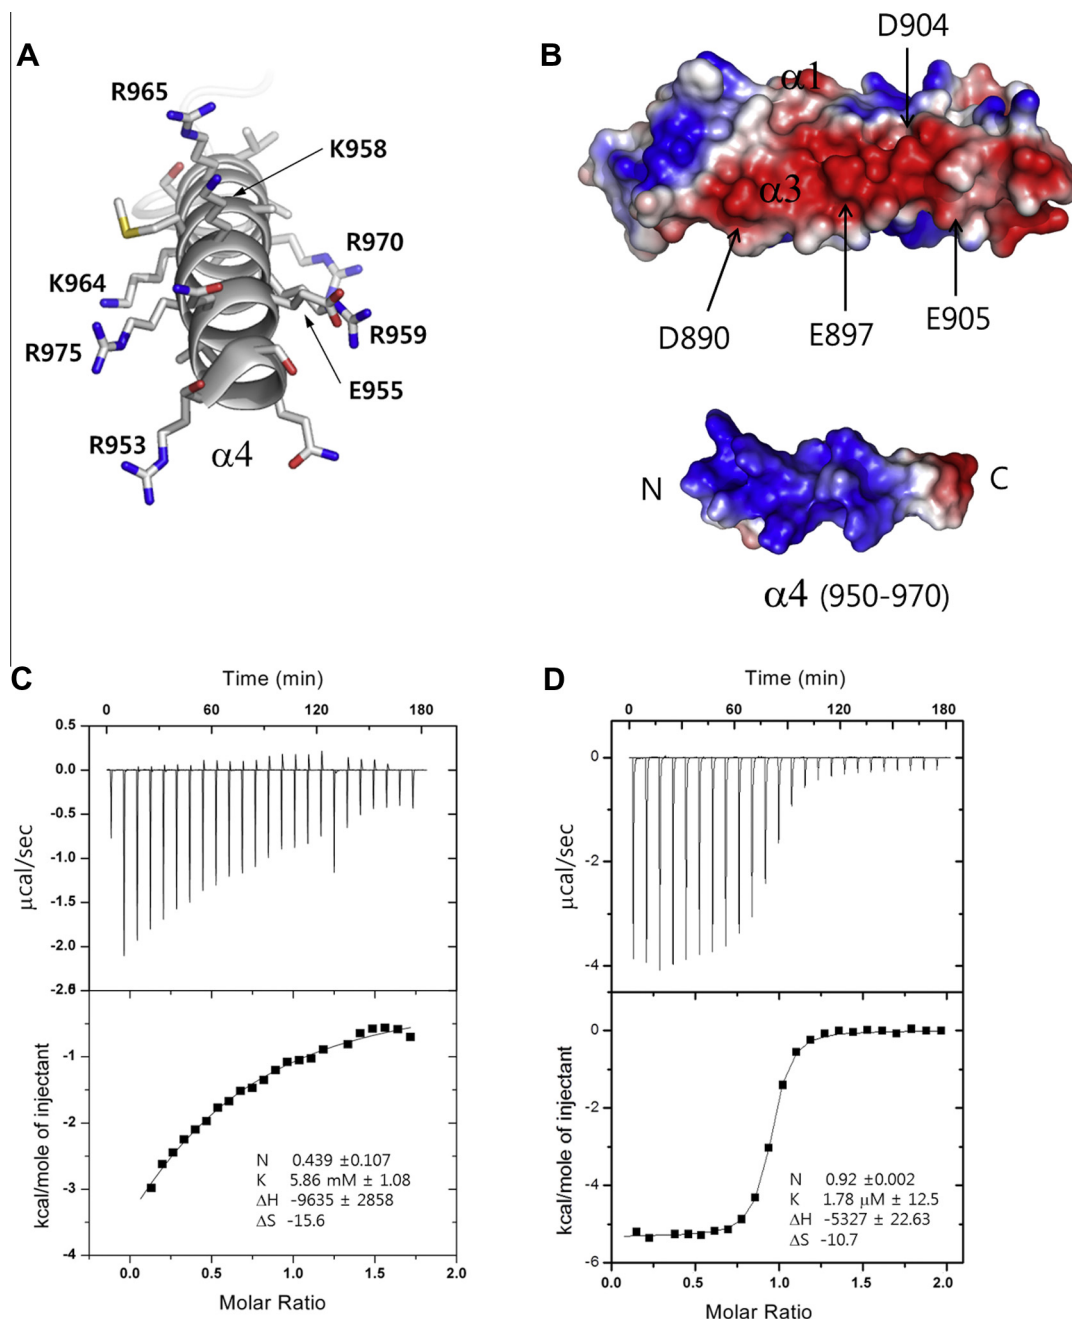 A
R965
K958
R970
K964
R975
R959
E955
R953
α4
B
D904
α1
α3
D890
E897
E905
N
C
α4 (950-970)
C
Time (min)
0 60 120 180
0.5
0.0
-0.5
-1.0
-1.5
-2.0
-2.5
μcal/sec
-1
-2
-3
-4
kcal/mole of injectant
N 0.439 ±0.107
K 5.86 mM ± 1.08
ΔH -9635 ± 2858
ΔS -15.6
0.0 0.5 1.0 1.5 2.0
Molar Ratio
D
Time (min)
0 30 60 90 120 150 180
0
-2
-4
μcal/sec
0
-2
-4
-6
kcal/mole of injectant
N 0.92 ±0.002
K 1.78 μM ± 12.5
ΔH -5327 ± 22.63
ΔS -10.7
0.0 0.5 1.0 1.5 2.0
Molar Ratio